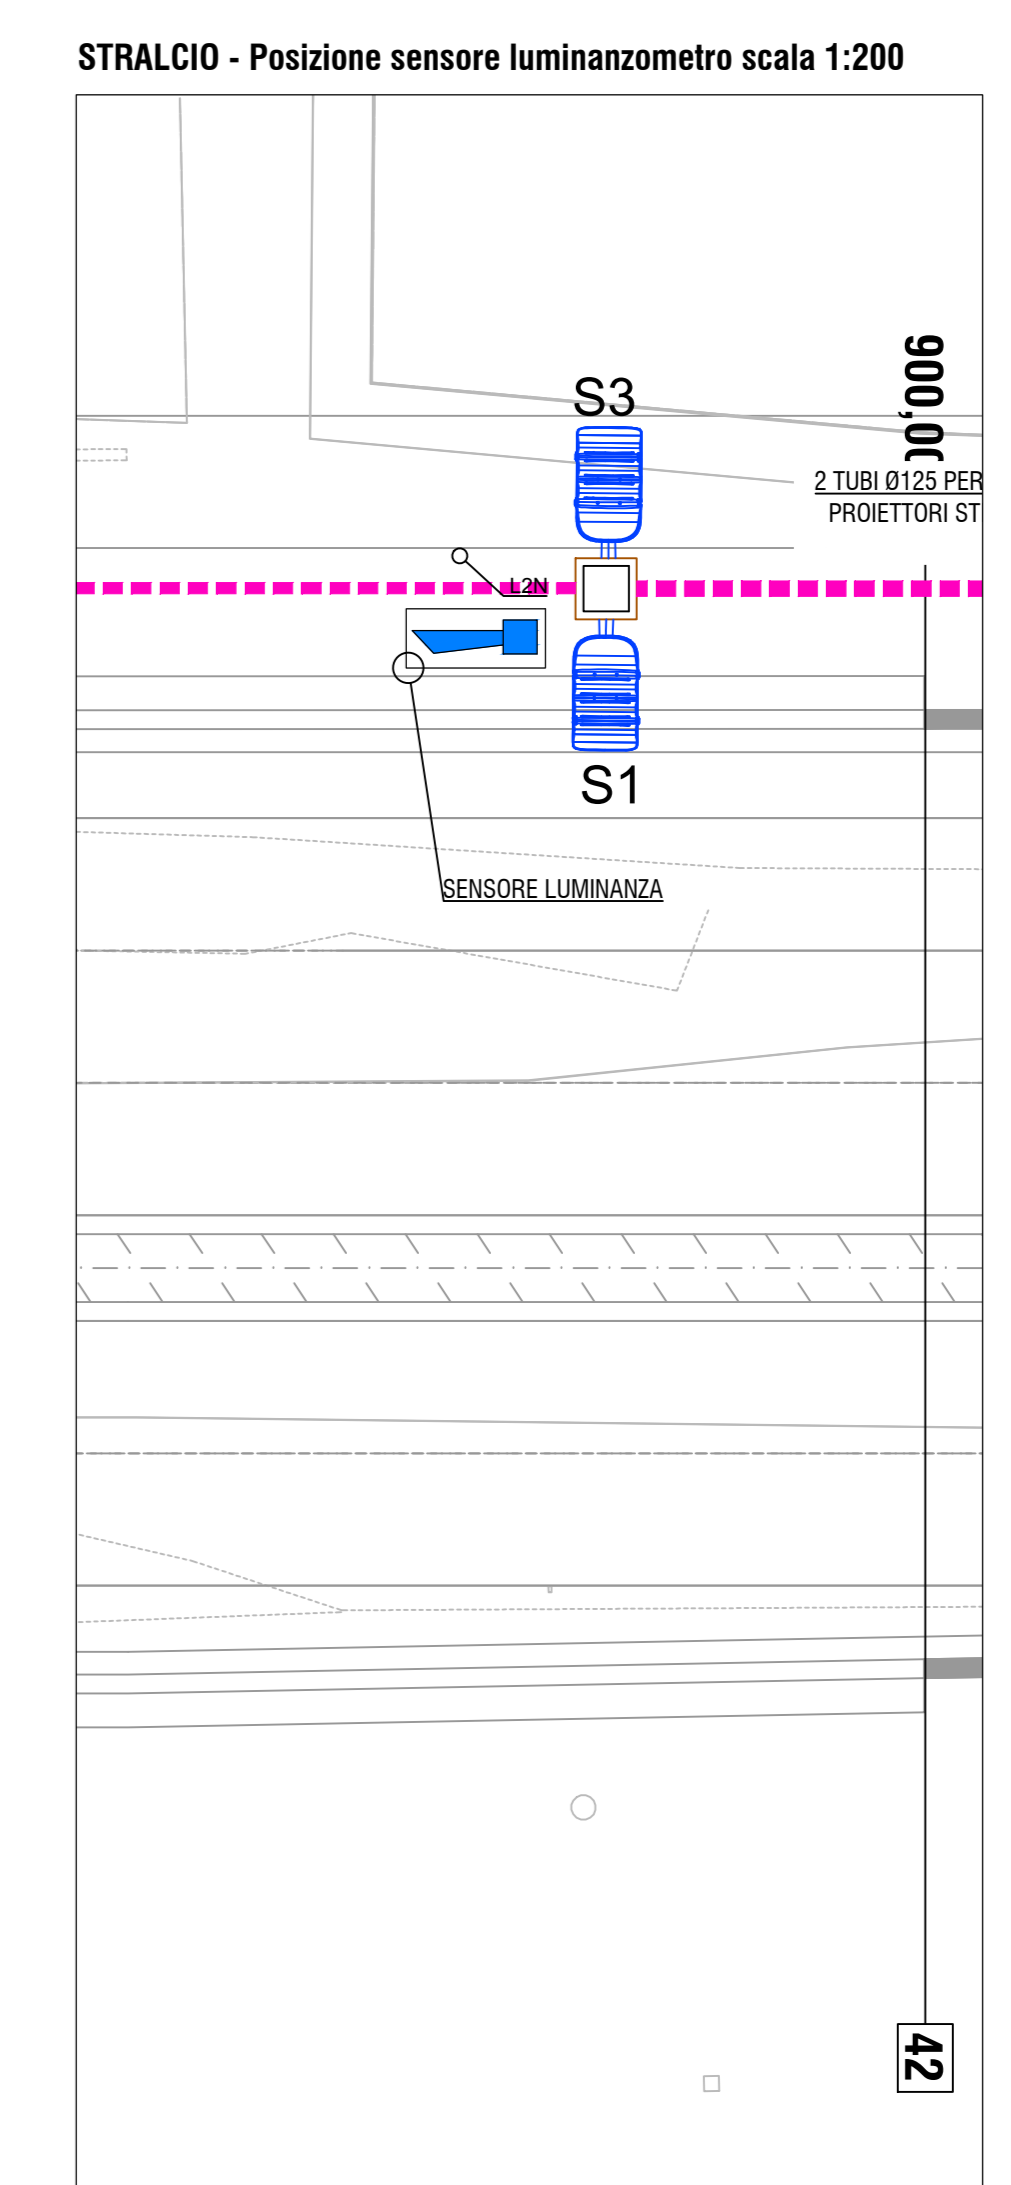 STRALCIO - Posizione sensore luminanzometro scala 1:200
S3
900,0
2 TUBI Ø125 PER
PROIETTORI ST
L2N
S1
SENSORE LUMINANZA
42